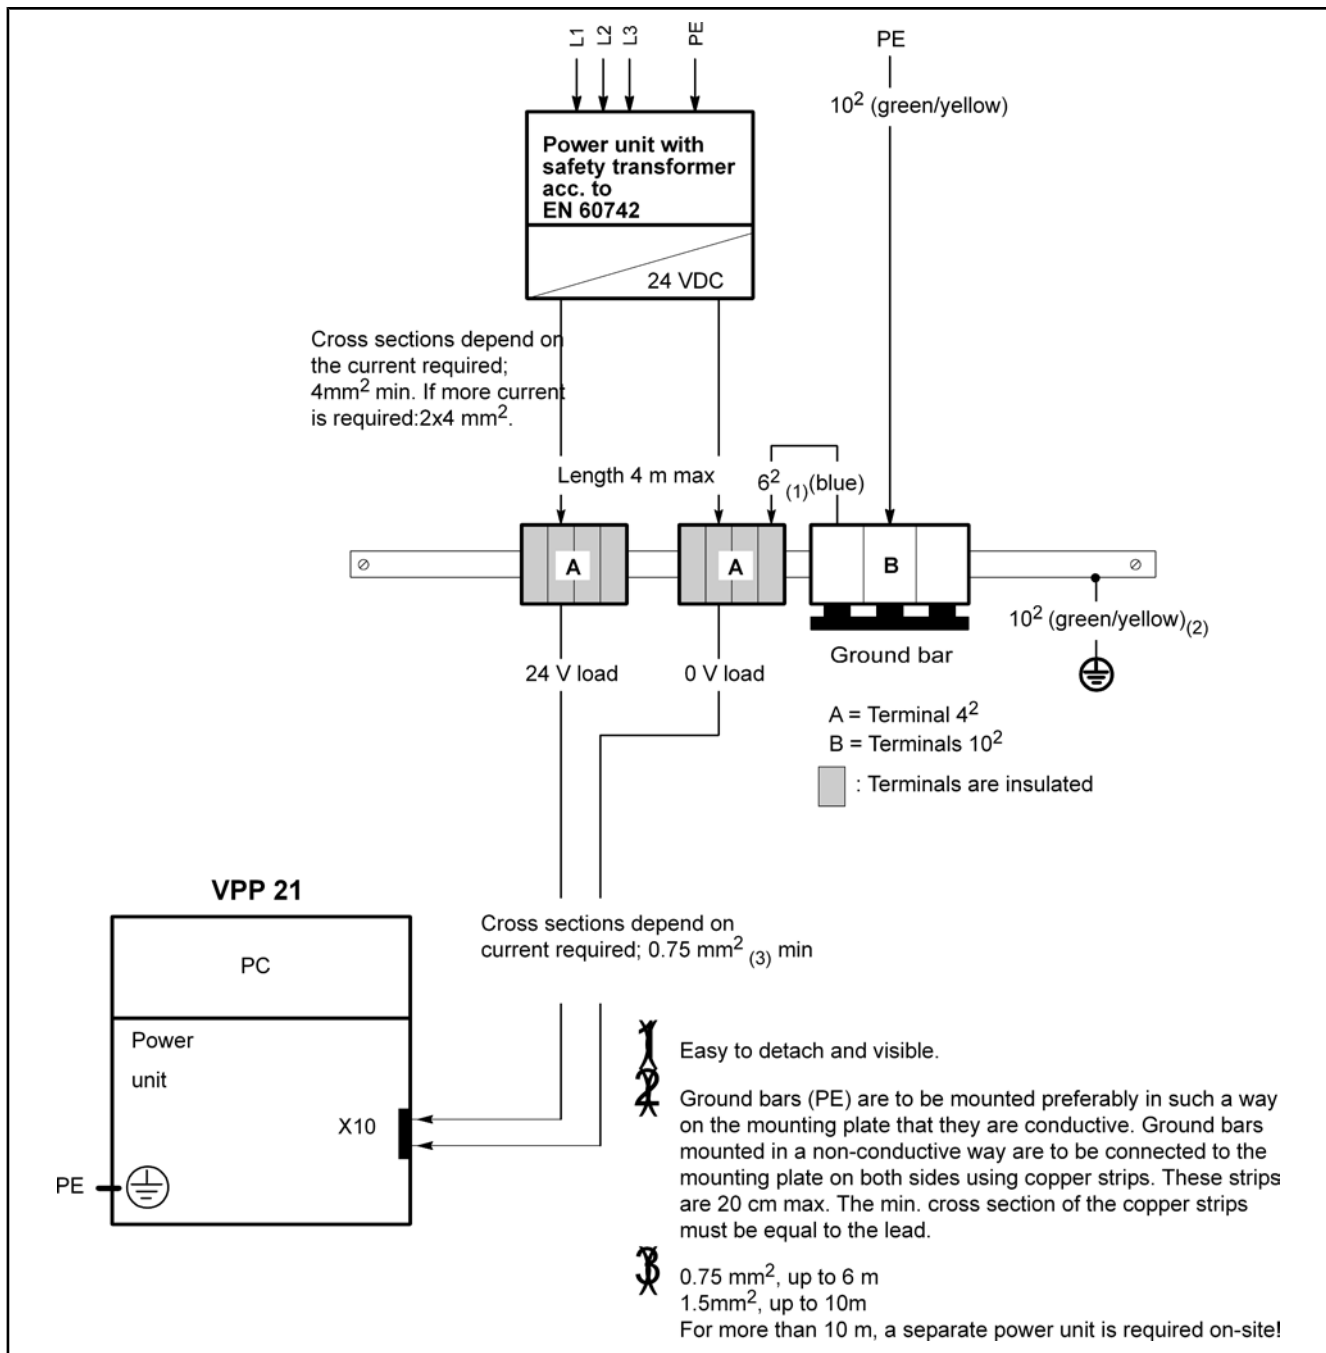 L1 L2 L3 PE
PE
10² (green/yellow)
Power unit with
safety transformer
acc. to
EN 60742
24 VDC
Cross sections depend on
the current required;
4mm² min. If more current
is required:2x4 mm².
Length 4 m max
6² (1)(blue)
A
A
B
10² (green/yellow)(2)
Ground bar
24 V load
0 V load
A = Terminal 4²
B = Terminals 10²
: Terminals are insulated
VPP 21
PC
Power
unit
X10
PE
Cross sections depend on
current required; 0.75 mm² (3) min
1 Easy to detach and visible.
2 Ground bars (PE) are to be mounted preferably in such a way
on the mounting plate that they are conductive. Ground bars
mounted in a non-conductive way are to be connected to the
mounting plate on both sides using copper strips. These strips
are 20 cm max. The min. cross section of the copper strips
must be equal to the lead.
3 0.75 mm², up to 6 m
1.5mm², up to 10m
For more than 10 m, a separate power unit is required on-site!